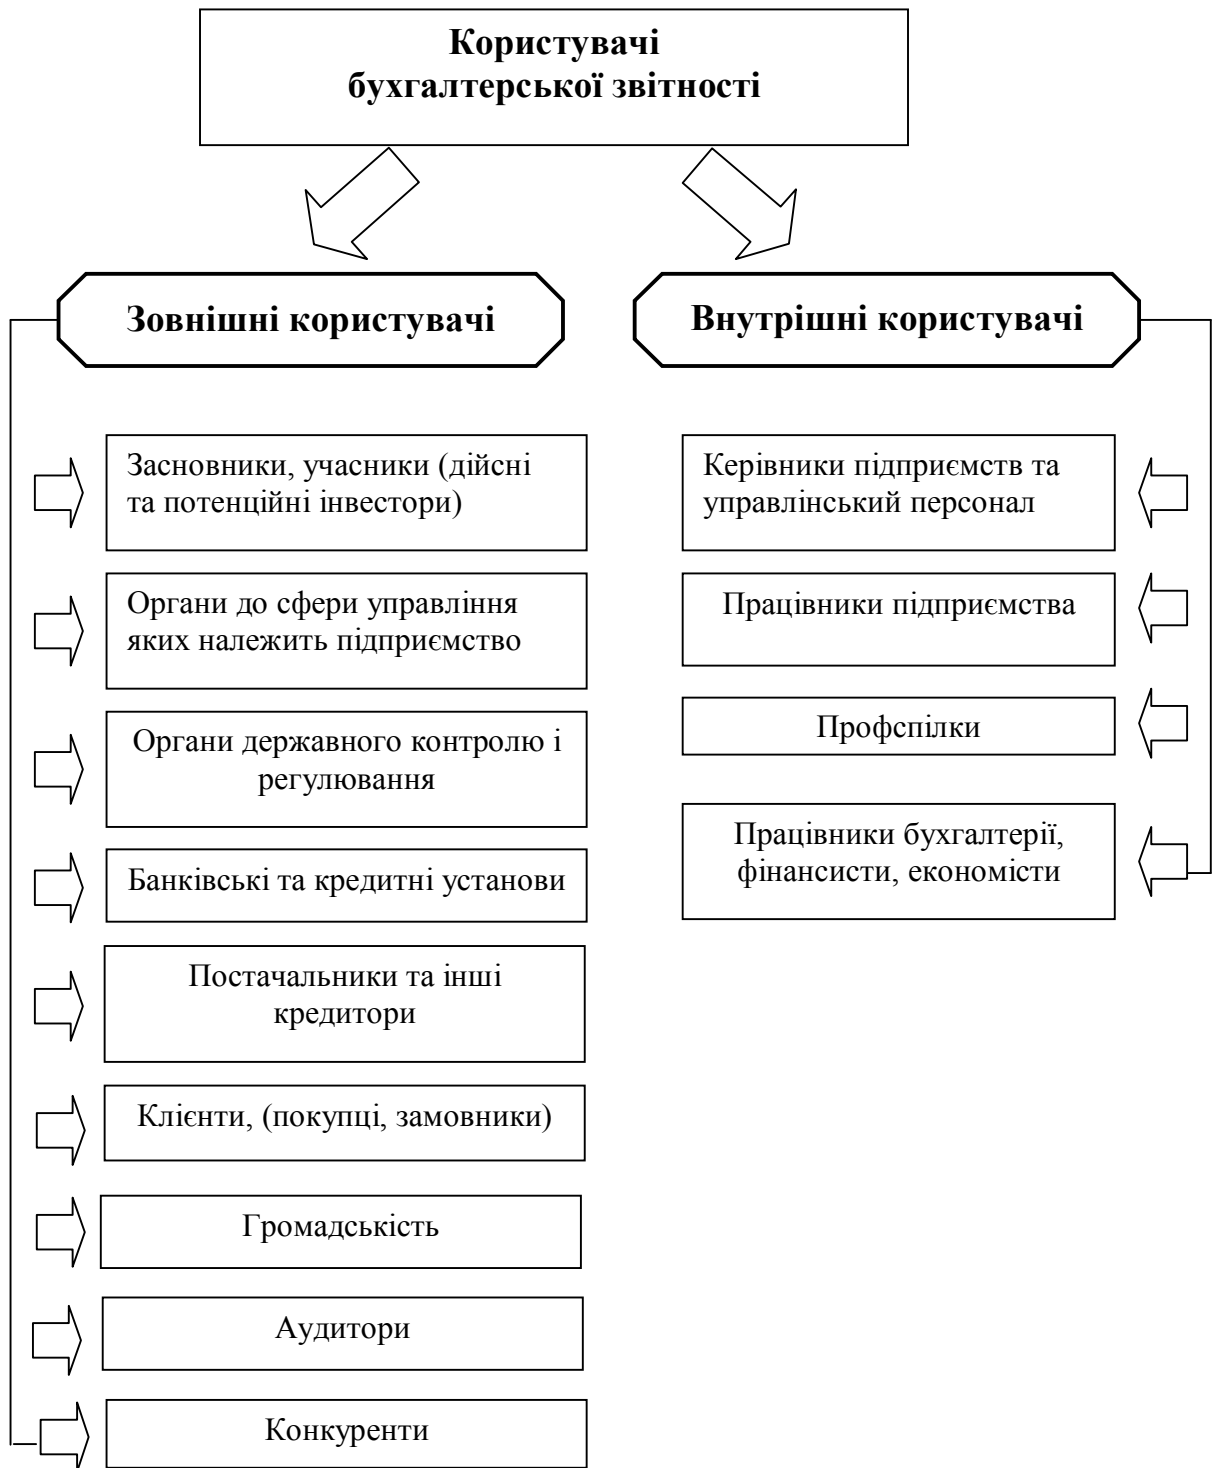 Користувачі
бухгалтерської звітності
Зовнішні користувачі
Внутрішні користувачі
Засновники, учасники (дійсні
та потенційні інвестори)
Органи до сфери управління
яких належить підприємство
Органи державного контролю і
регулювання
Банківські та кредитні установи
Постачальники та інші
кредитори
Клієнти, (покупці, замовники)
Громадськість
Аудитори
Конкуренти
Керівники підприємств та
управлінський персонал
Працівники підприємства
Профспілки
Працівники бухгалтерії,
фінансисти, економісти